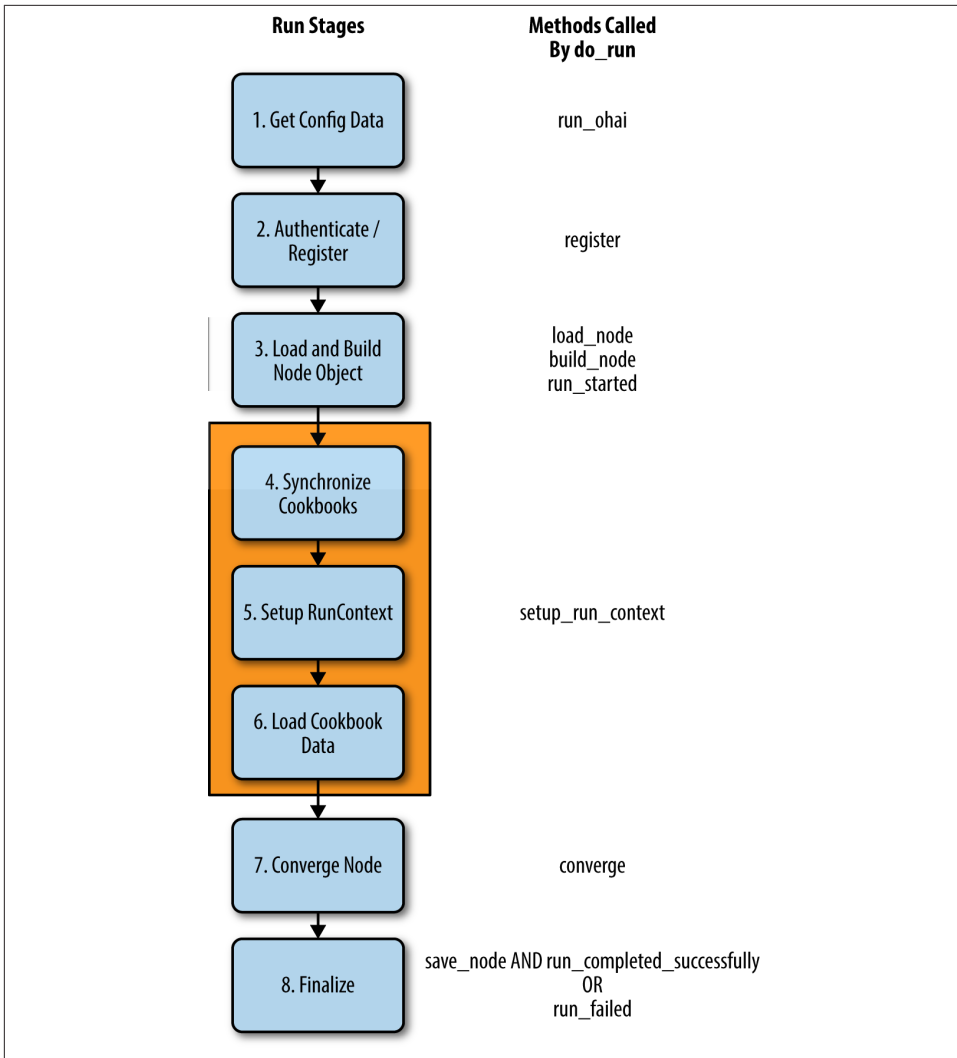 Run Stages
Methods Called
By do_run
1. Get Config Data
run_ohai
2. Authenticate /
Register
register
3. Load and Build
Node Object
load_node
build_node
run_started
4. Synchronize
Cookbooks
5. Setup RunContext
setup_run_context
6. Load Cookbook
Data
7. Converge Node
converge
8. Finalize
save_node AND run_completed_successfully
OR
run_failed